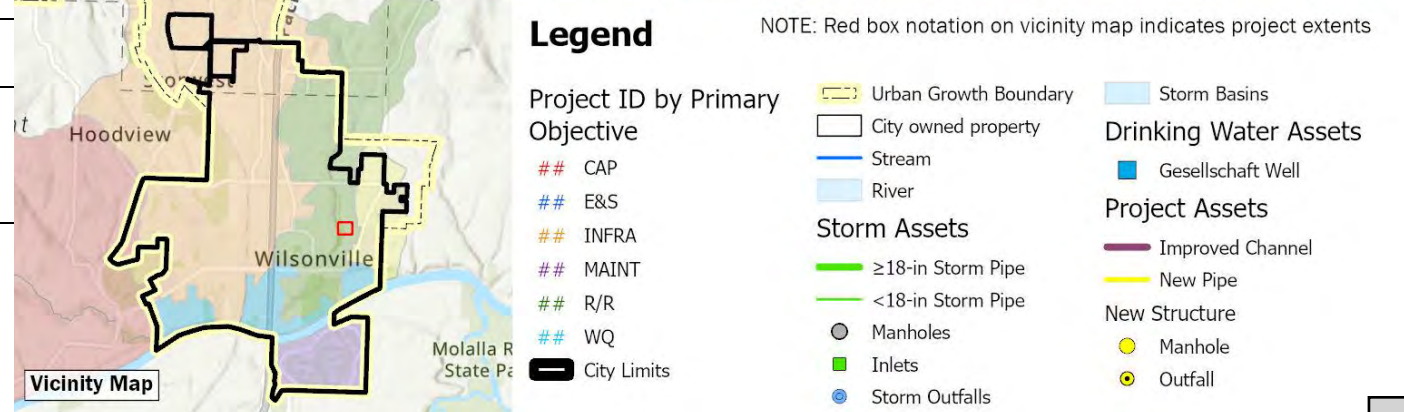 Hoodview
Wilsonville
Molalla R
State Pa
Vicinity Map
Legend
NOTE: Red box notation on vicinity map indicates project extents
Project ID by Primary
Objective
## CAP
## E&S
## INFRA
## MAINT
## R/R
## WQ
City Limits
Urban Growth Boundary
City owned property
Stream
River
Storm Assets
≥18-in Storm Pipe
<18-in Storm Pipe
Manholes
Inlets
Storm Outfalls
Storm Basins
Drinking Water Assets
Gesellschaft Well
Project Assets
Improved Channel
New Pipe
New Structure
Manhole
Outfall